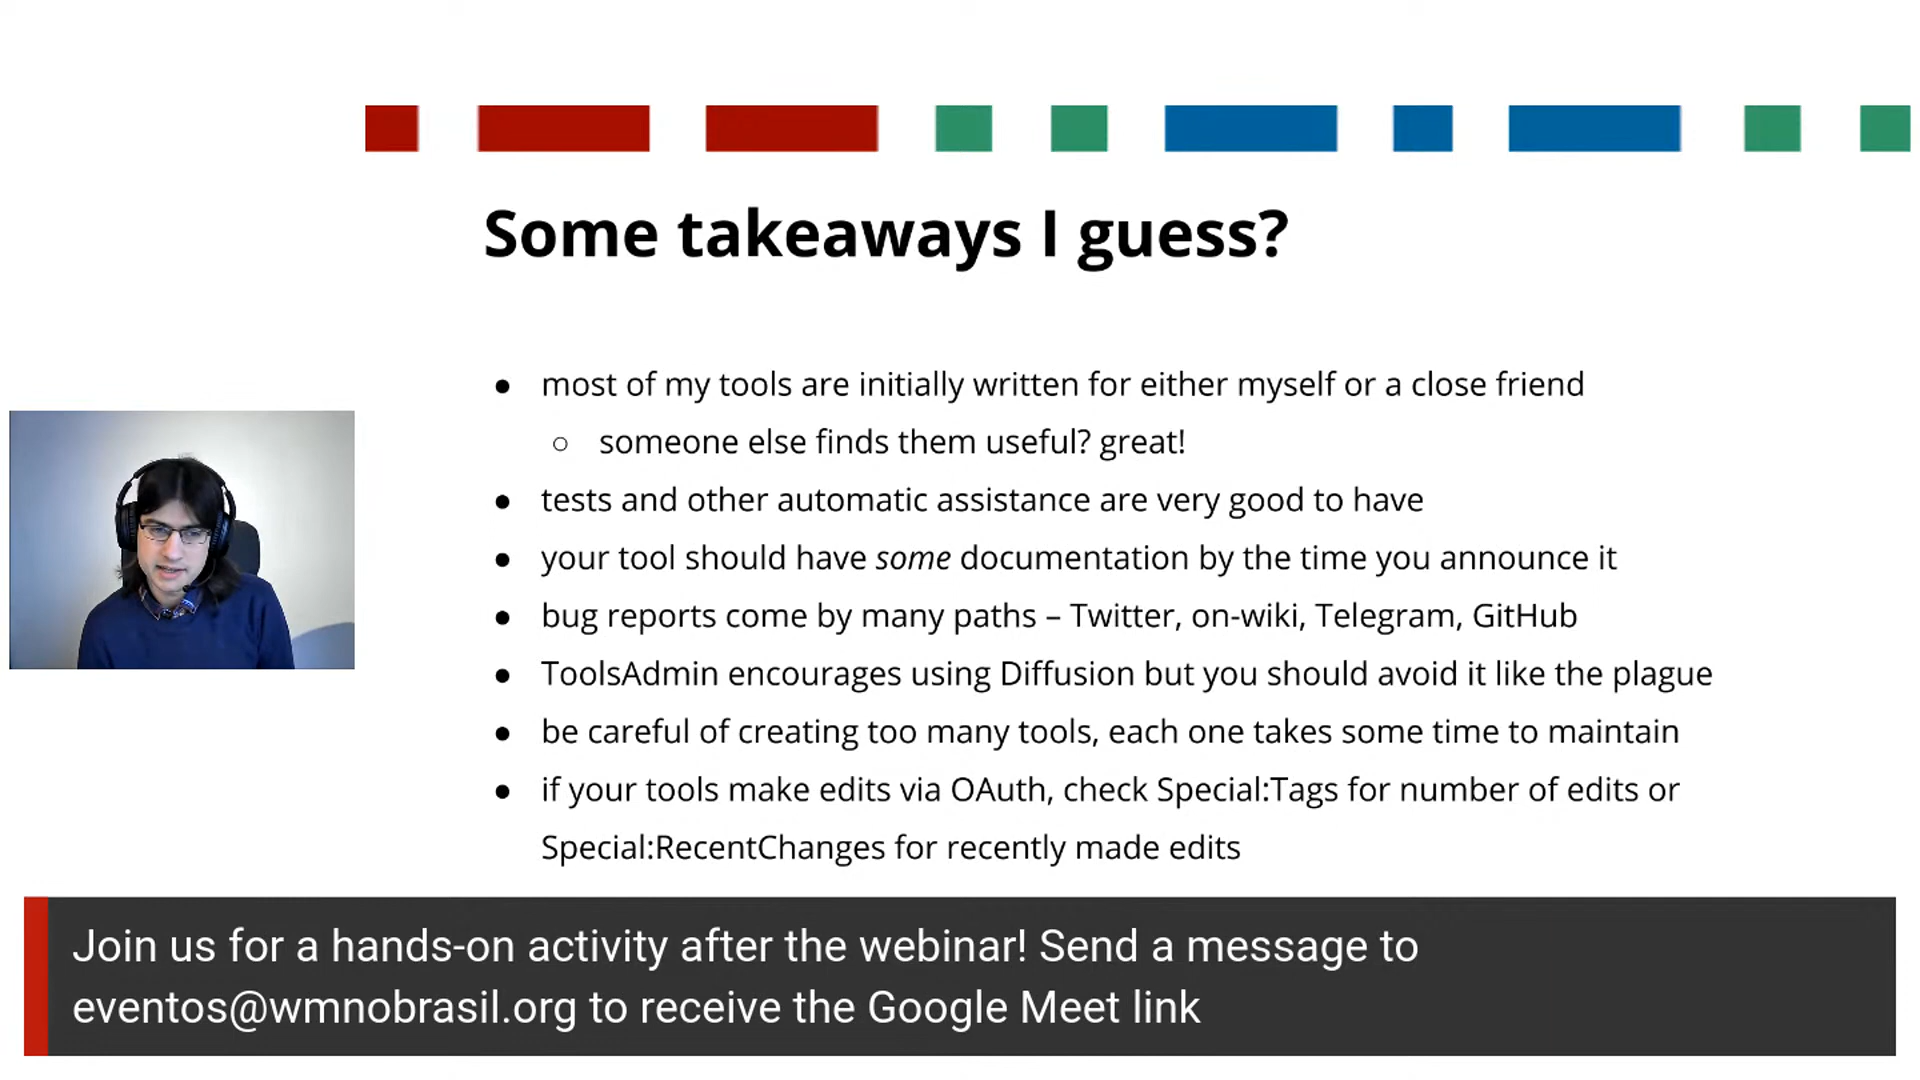 Some takeaways I guess?
● most of my tools are initially written for either myself or a close friend
○ someone else finds them useful? great!
● tests and other automatic assistance are very good to have
● your tool should have some documentation by the time you announce it
● bug reports come by many paths – Twitter, on-wiki, Telegram, GitHub
● ToolsAdmin encourages using Diffusion but you should avoid it like the plague
● be careful of creating too many tools, each one takes some time to maintain
● if your tools make edits via OAuth, check Special:Tags for number of edits or
Special:RecentChanges for recently made edits
Join us for a hands-on activity after the webinar! Send a message to
eventos@wmnobrasil.org to receive the Google Meet link